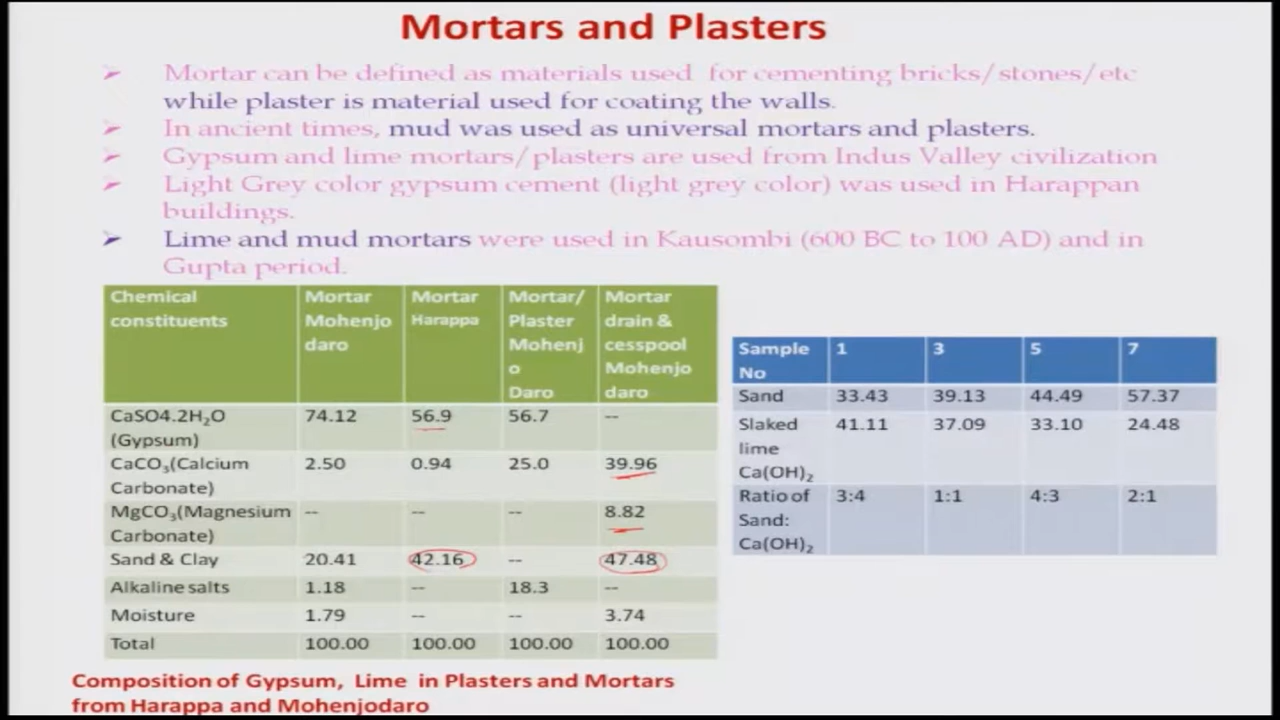 Mortars and Plasters
➢ Mortar can be defined as materials used for cementing bricks/stones/etc
while plaster is material used for coating the walls.
➢ In ancient times, mud was used as universal mortars and plasters.
➢ Gypsum and lime mortars/plasters are used from Indus Valley civilization
➢ Light Grey color gypsum cement (light grey color) was used in Harappan
buildings.
➢ Lime and mud mortars were used in Kausombi (600 BC to 100 AD) and in
Gupta period.
Chemical constituents | Mortar Mohenjo daro | Mortar Harappa | Mortar/ Plaster Mohenj o Daro | Mortar drain & cesspool Mohenjo daro
CaSO4.2H₂O (Gypsum) | 74.12 | 56.9 | 56.7 | --
CaCO₃(Calcium Carbonate) | 2.50 | 0.94 | 25.0 | 39.96
MgCO₃(Magnesium Carbonate) | -- | -- | -- | 8.82
Sand & Clay | 20.41 | 42.16 | -- | 47.48
Alkaline salts | 1.18 | -- | 18.3 | --
Moisture | 1.79 | -- | -- | 3.74
Total | 100.00 | 100.00 | 100.00 | 100.00
Sample No | 1 | 3 | 5 | 7
Sand | 33.43 | 39.13 | 44.49 | 57.37
Slaked lime Ca(OH)₂ | 41.11 | 37.09 | 33.10 | 24.48
Ratio of Sand: Ca(OH)₂ | 3:4 | 1:1 | 4:3 | 2:1
Composition of Gypsum, Lime in Plasters and Mortars
from Harappa and Mohenjodaro